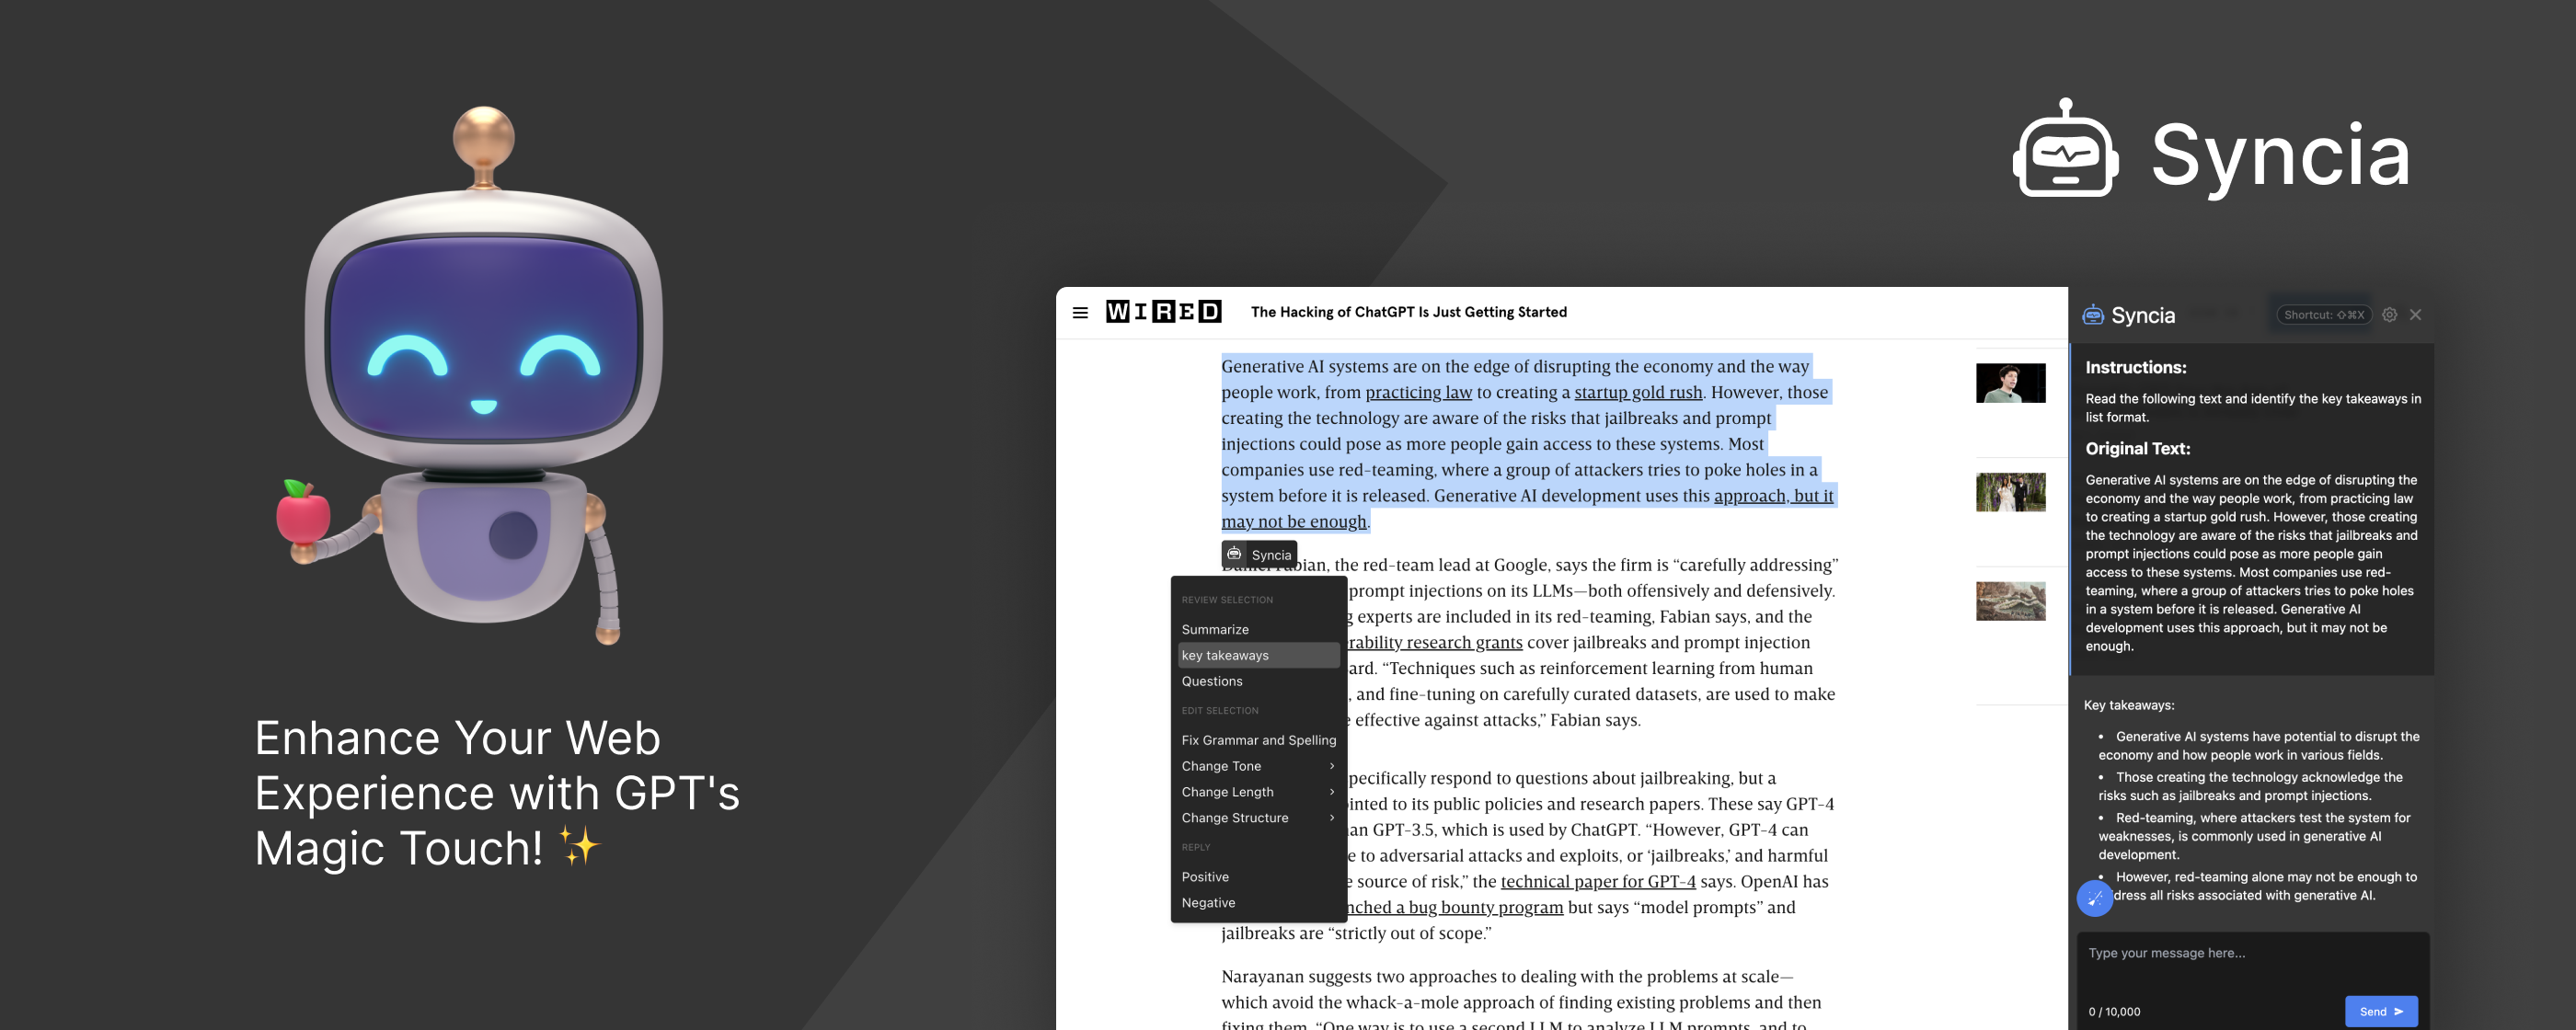 Enhance Your Web
Experience with GPT's
Magic Touch! ✨
Syncia
WIRED
The Hacking of ChatGPT Is Just Getting Started
Generative AI systems are on the edge of disrupting the economy and the way
people work, from practicing law to creating a startup gold rush. However, those
creating the technology are aware of the risks that jailbreaks and prompt
injections could pose as more people gain access to these systems. Most
companies use red-teaming, where a group of attackers tries to poke holes in a
system before it is released. Generative AI development uses this approach, but it
may not be enough.
Syncia
bian, the red-team lead at Google, says the firm is “carefully addressing”
prompt injections on its LLMs—both offensively and defensively.
experts are included in its red-teaming, Fabian says, and the
erability research grants cover jailbreaks and prompt injection
ard. “Techniques such as reinforcement learning from human
, and fine-tuning on carefully curated datasets, are used to make
effective against attacks,” Fabian says.
pecifically respond to questions about jailbreaking, but a
ointed to its public policies and research papers. These say GPT-4
an GPT-3.5, which is used by ChatGPT. “However, GPT-4 can
e to adversarial attacks and exploits, or ‘jailbreaks,’ and harmful
e source of risk,” the technical paper for GPT-4 says. OpenAI has
nched a bug bounty program but says “model prompts” and
jailbreaks are “strictly out of scope.”
Narayanan suggests two approaches to dealing with the problems at scale—
which avoid the whack-a-mole approach of finding existing problems and then
fixing them. “One way is to use a second LLM to analyze LLM prompts, and to
REVIEW SELECTION
Summarize
key takeaways
Questions
EDIT SELECTION
Fix Grammar and Spelling
Change Tone
Change Length
Change Structure
REPLY
Positive
Negative
Syncia
Shortcut: ⇧⌘X
Instructions:
Read the following text and identify the key takeaways in
list format.
Original Text:
Generative AI systems are on the edge of disrupting the
economy and the way people work, from practicing law
to creating a startup gold rush. However, those creating
the technology are aware of the risks that jailbreaks and
prompt injections could pose as more people gain
access to these systems. Most companies use red-
teaming, where a group of attackers tries to poke holes
in a system before it is released. Generative AI
development uses this approach, but it may not be
enough.
Key takeaways:
• Generative AI systems have potential to disrupt the
economy and how people work in various fields.
• Those creating the technology acknowledge the
risks such as jailbreaks and prompt injections.
• Red-teaming, where attackers test the system for
weaknesses, is commonly used in generative AI
development.
• However, red-teaming alone may not be enough to
dress all risks associated with generative AI.
Type your message here...
0 / 10,000
Send